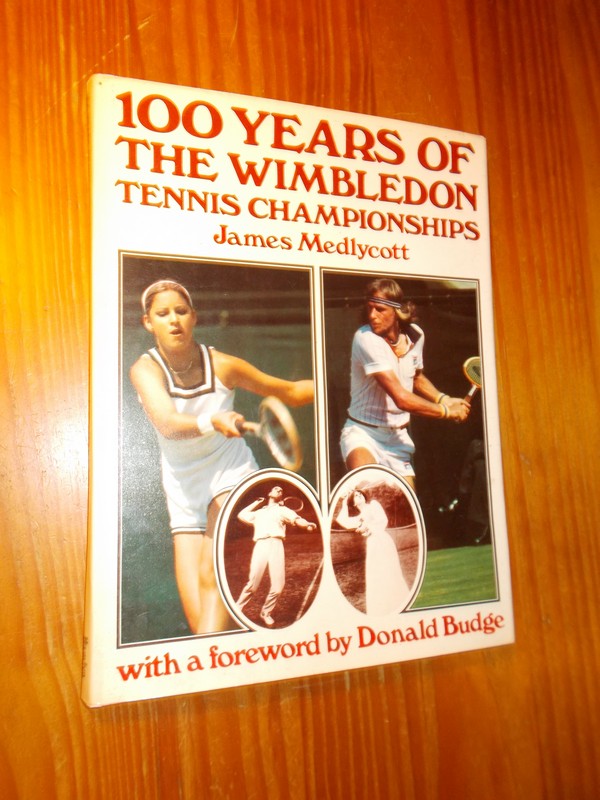 100 YEARS OF
THE WIMBLEDON
TENNIS CHAMPIONSHIPS
James Medlycott
with a foreword by Donald Budge